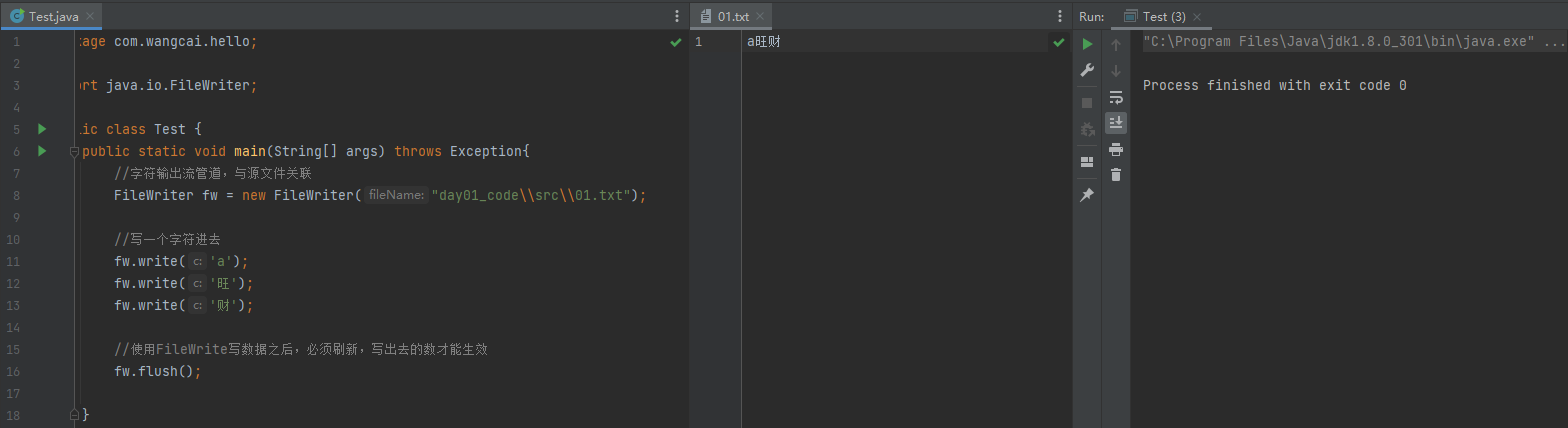 Test.java
1 kage com.wangcai.hello;
2
3 ort java.io.FileWriter;
4
5 lic class Test {
6 public static void main(String[] args) throws Exception{
7 //字符输出流管道，与源文件关联
8 FileWriter fw = new FileWriter( fileName: "day01_code\\src\\01.txt");
9
10 //写一个字符进去
11 fw.write( c: 'a');
12 fw.write( c: '旺');
13 fw.write( c: '财');
14
15 //使用FileWrite写数据之后，必须刷新，写出去的数才能生效
16 fw.flush();
17
18 }
01.txt
1 a旺财
Run: Test (3)
"C:\Program Files\Java\jdk1.8.0_301\bin\java.exe" ...
Process finished with exit code 0